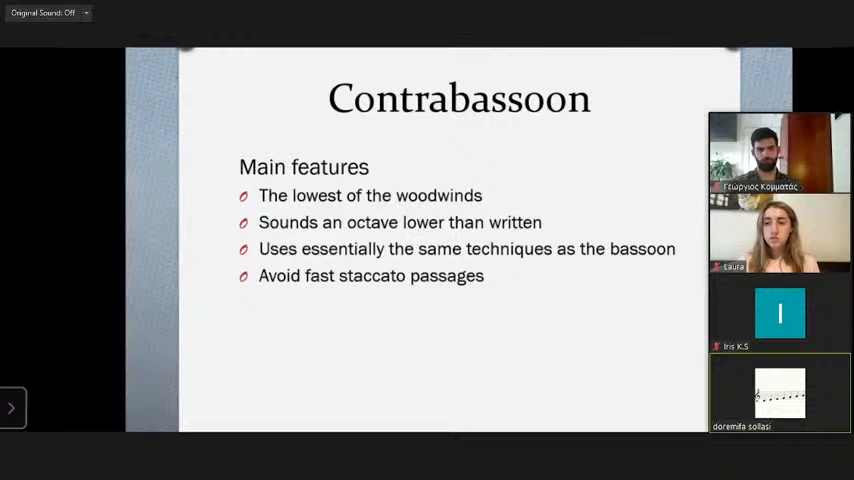 Original Sound: Off
Contrabassoon
Main features
The lowest of the woodwinds
Sounds an octave lower than written
Uses essentially the same techniques as the bassoon
Avoid fast staccato passages
Γεωργιος Κομματάς
Laura
I
Iris K.S
doremifa sollasi